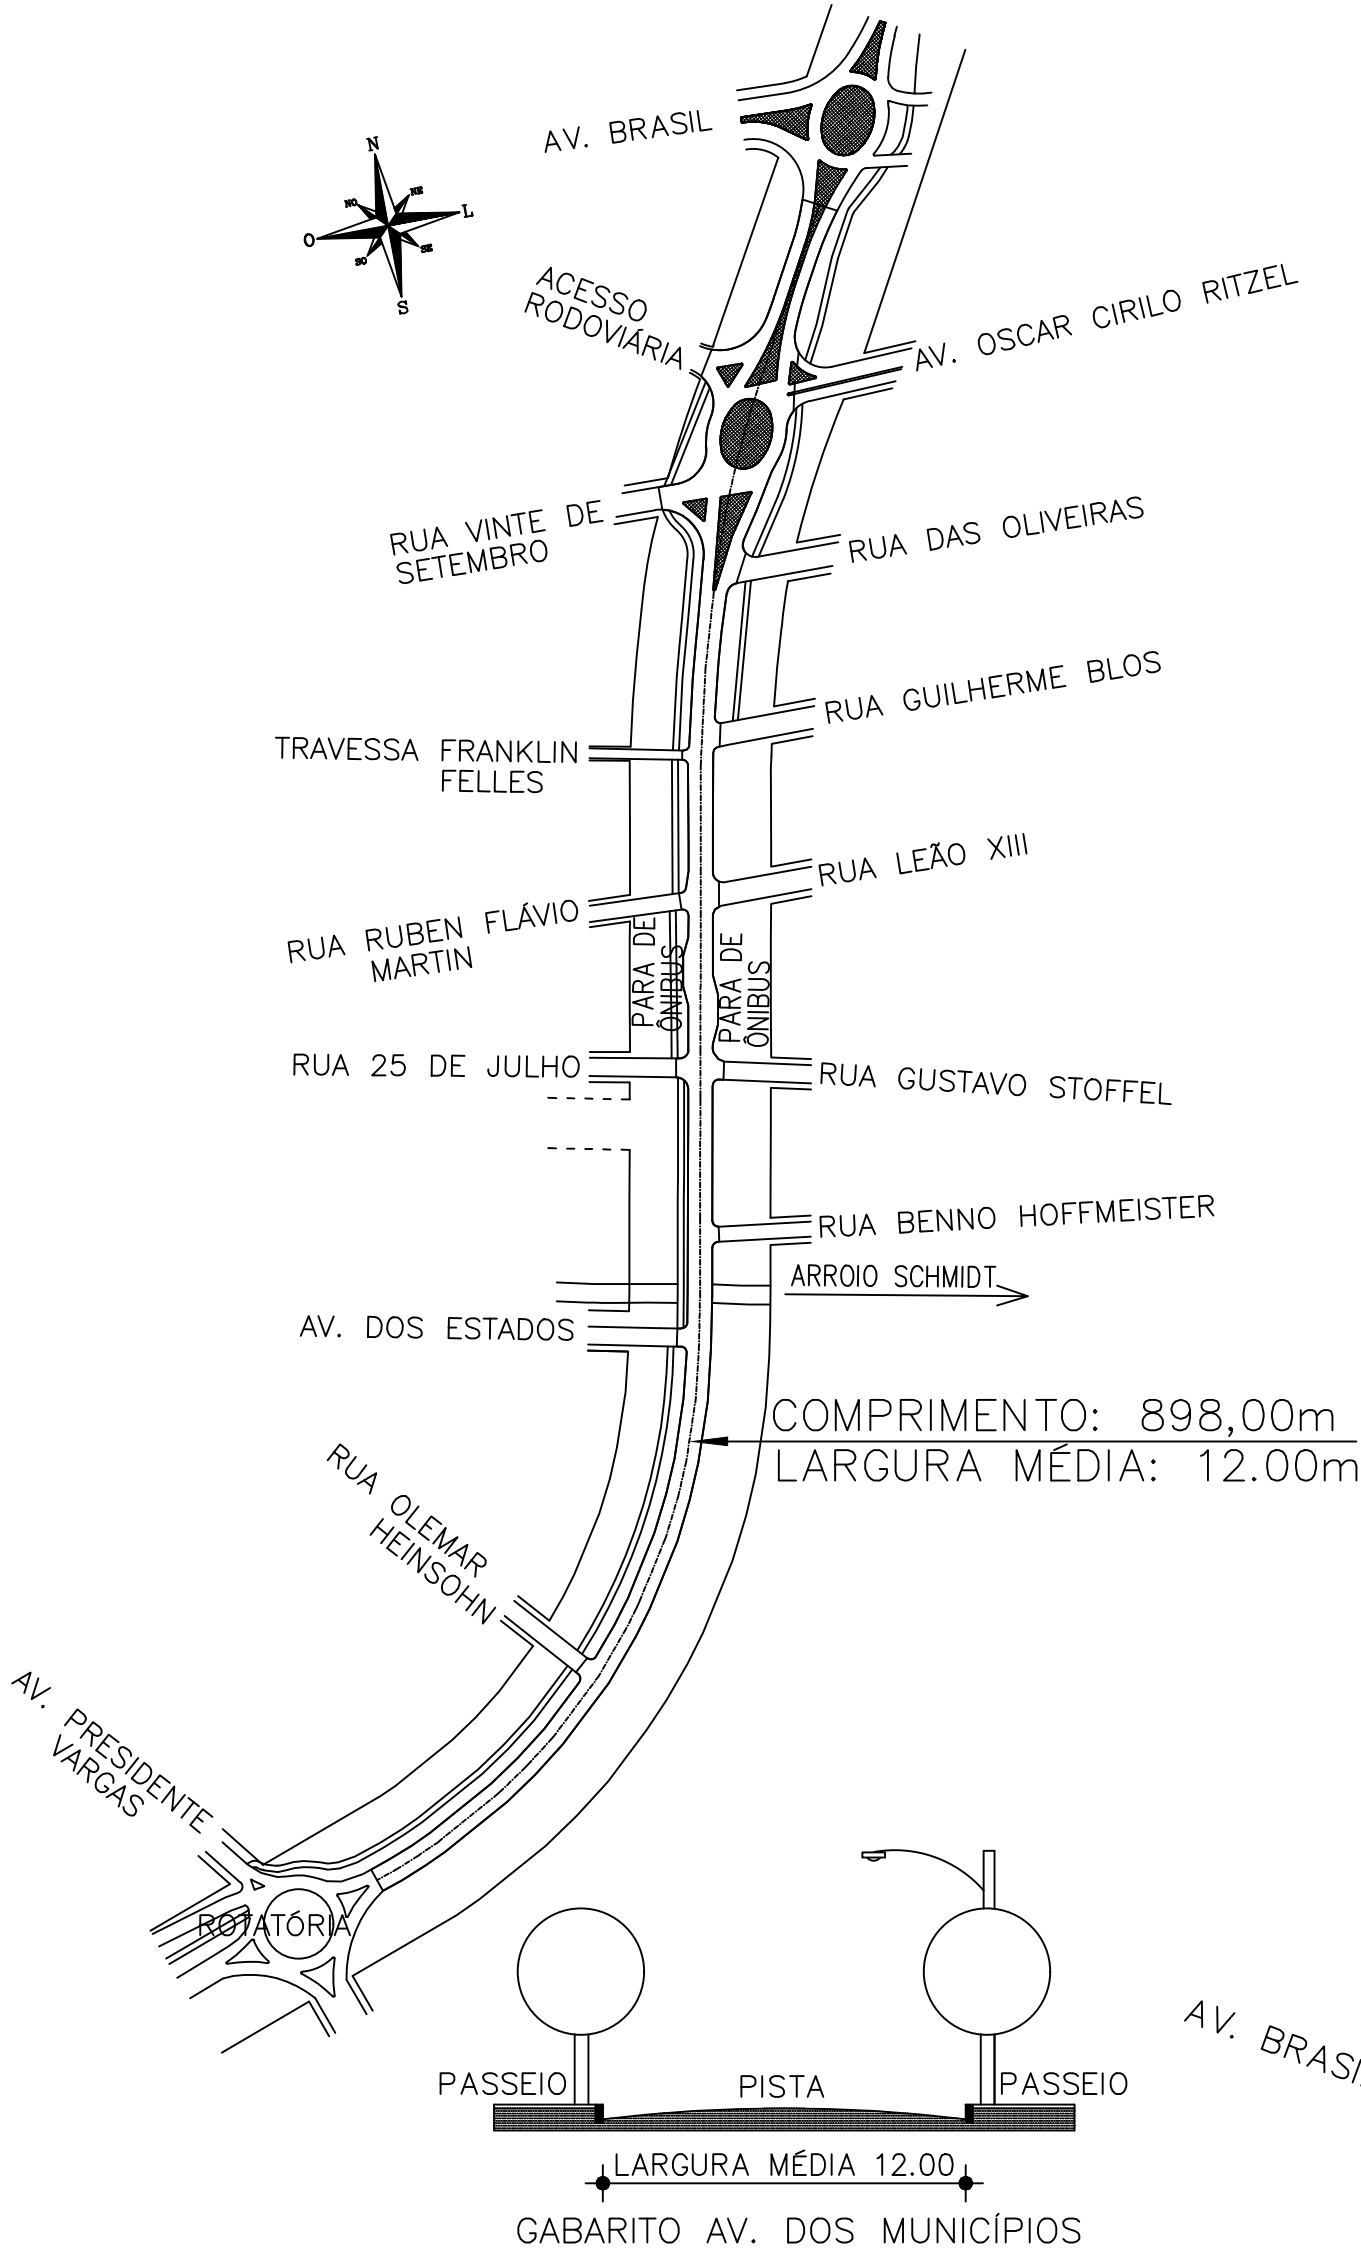 AV. BRASIL
N
NO
NE
O
L
SO
SE
S
ACESSO
RODOVIÁRIA
AV. OSCAR CIRILO RITZEL
RUA VINTE DE
SETEMBRO
RUA DAS OLIVEIRAS
RUA GUILHERME BLOS
TRAVESSA FRANKLIN
FELLES
RUA LEÃO XIII
RUA RUBEN FLÁVIO
MARTIN
PARA DE
ÔNIBUS
PARA DE
ÔNIBUS
RUA 25 DE JULHO
RUA GUSTAVO STOFFEL
RUA BENNO HOFFMEISTER
ARROIO SCHMIDT
AV. DOS ESTADOS
COMPRIMENTO: 898,00m
LARGURA MÉDIA: 12.00m
RUA OLEMAR
HEINSOHN
AV. PRESIDENTE
VARGAS
ROTATÓRIA
AV. BRASI
PASSEIO
PISTA
PASSEIO
LARGURA MÉDIA 12.00
GABARITO AV. DOS MUNICÍPIOS